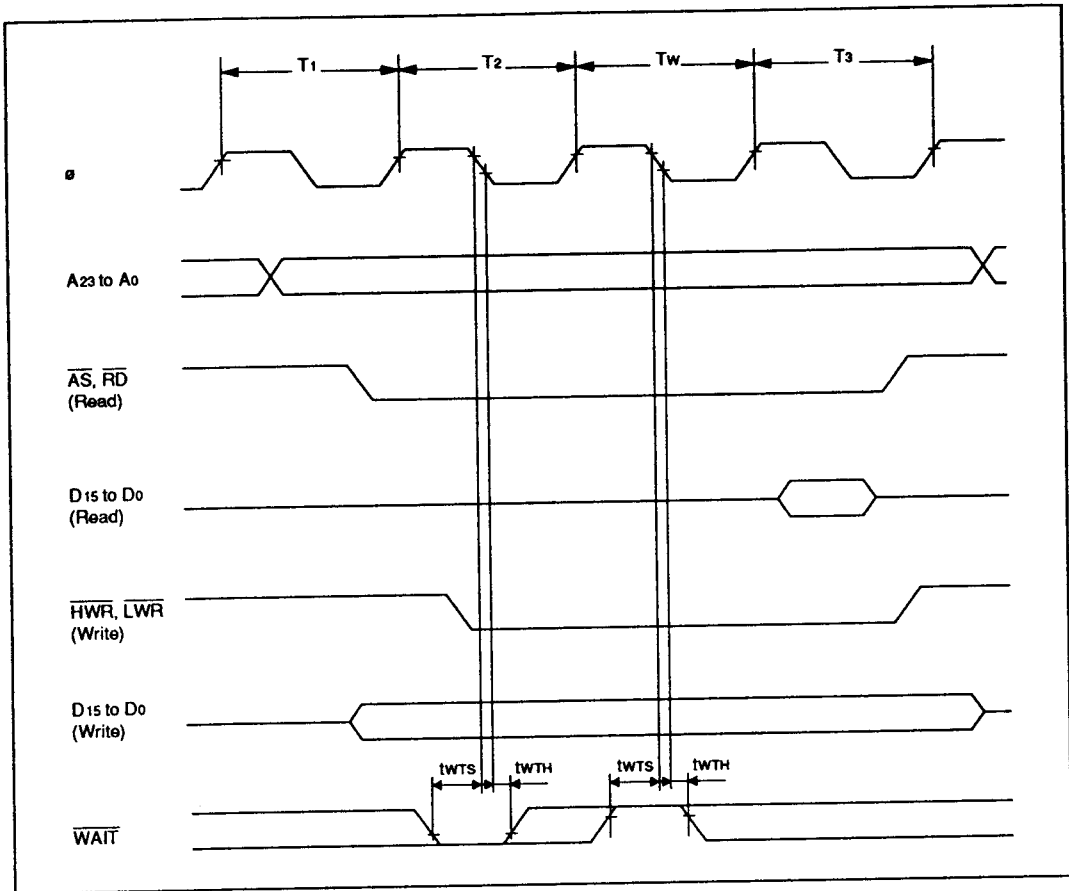 T1 T2 Tw T3
ø
A23 to A0
AS, RD
(Read)
D15 to D0
(Read)
HWR, LWR
(Write)
D15 to D0
(Write)
tWTS tWTH tWTS tWTH
WAIT